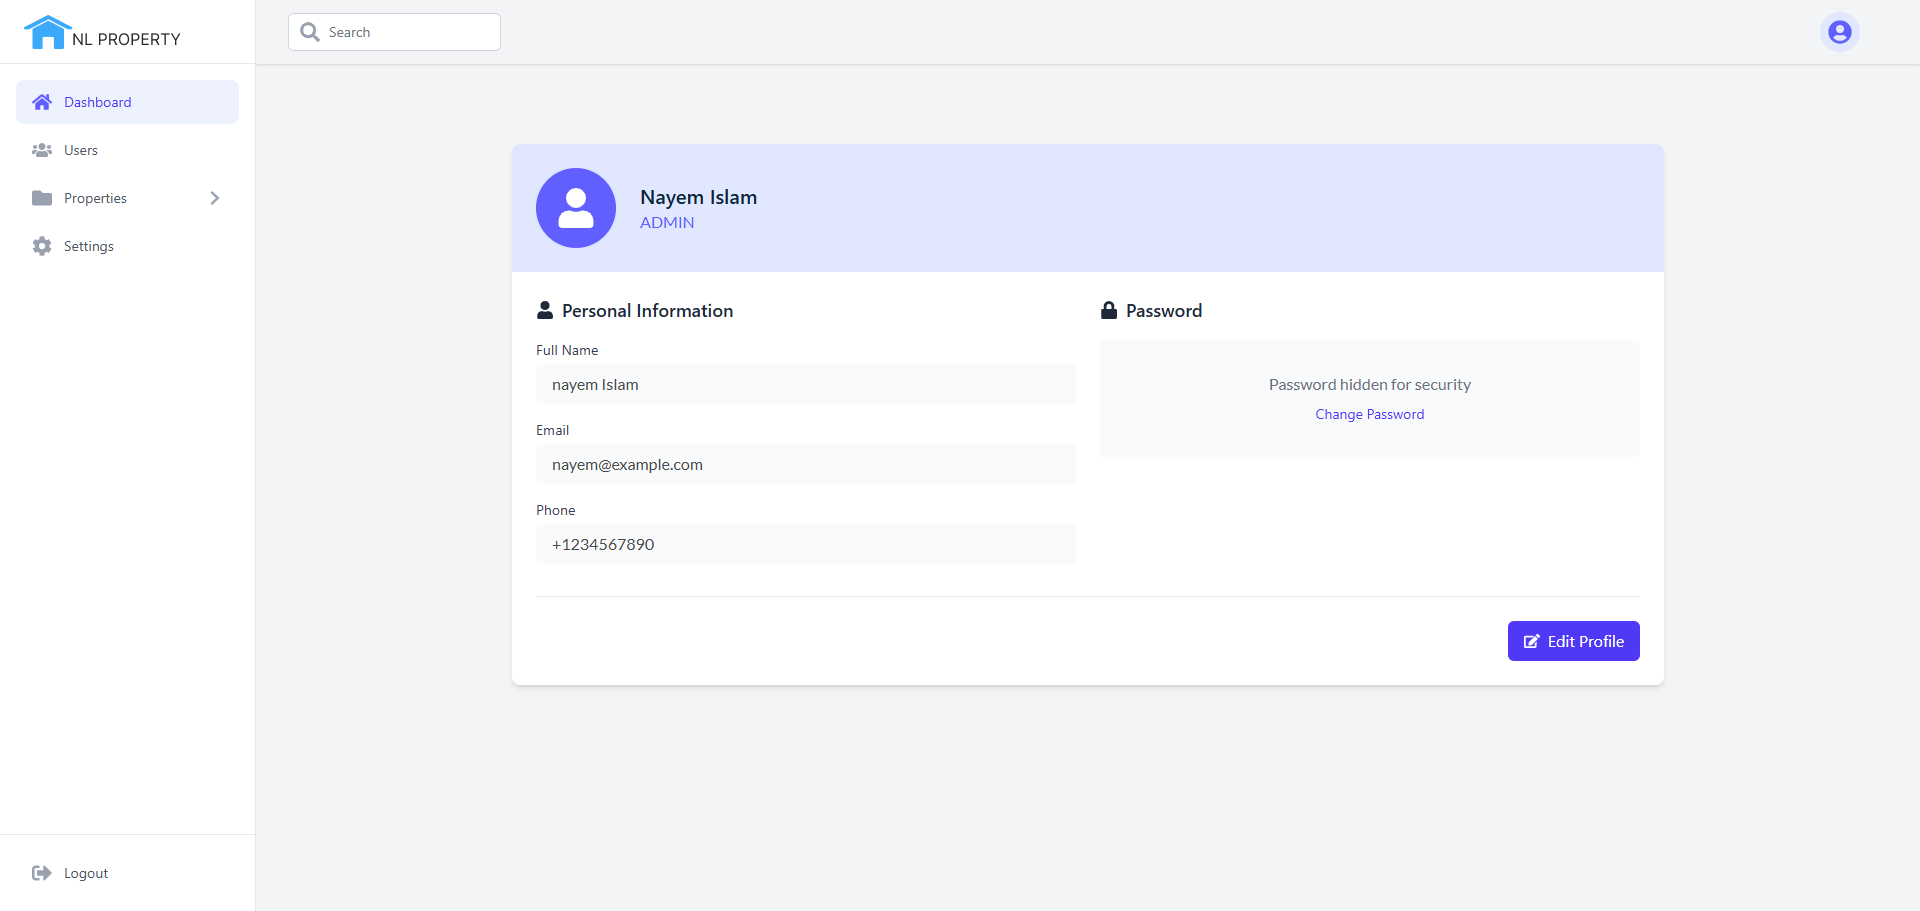 NL PROPERTY
Search
Dashboard
Users
Properties
Settings
Logout
Nayem Islam
ADMIN
Personal Information
Full Name
nayem Islam
Email
nayem@example.com
Phone
+1234567890
Password
Password hidden for security
Change Password
Edit Profile